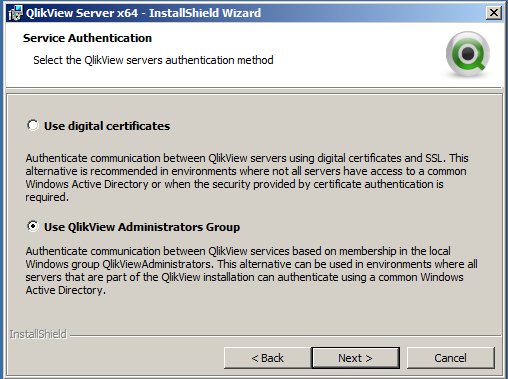 QlikView Server x64 - InstallShield Wizard
Service Authentication
Select the QlikView servers authentication method
Use digital certificates
Authenticate communication between QlikView servers using digital certificates and SSL. This
alternative is recommended in environments where not all servers have access to a common
Windows Active Directory or when the security provided by certificate authentication is
required.
Use QlikView Administrators Group
Authenticate communication between QlikView services based on membership in the local
Windows group QlikViewAdministrators. This alternative can be used in environments where all
servers that are part of the QlikView installation can authenticate using a common Windows
Active Directory.
InstallShield
< Back Next > Cancel